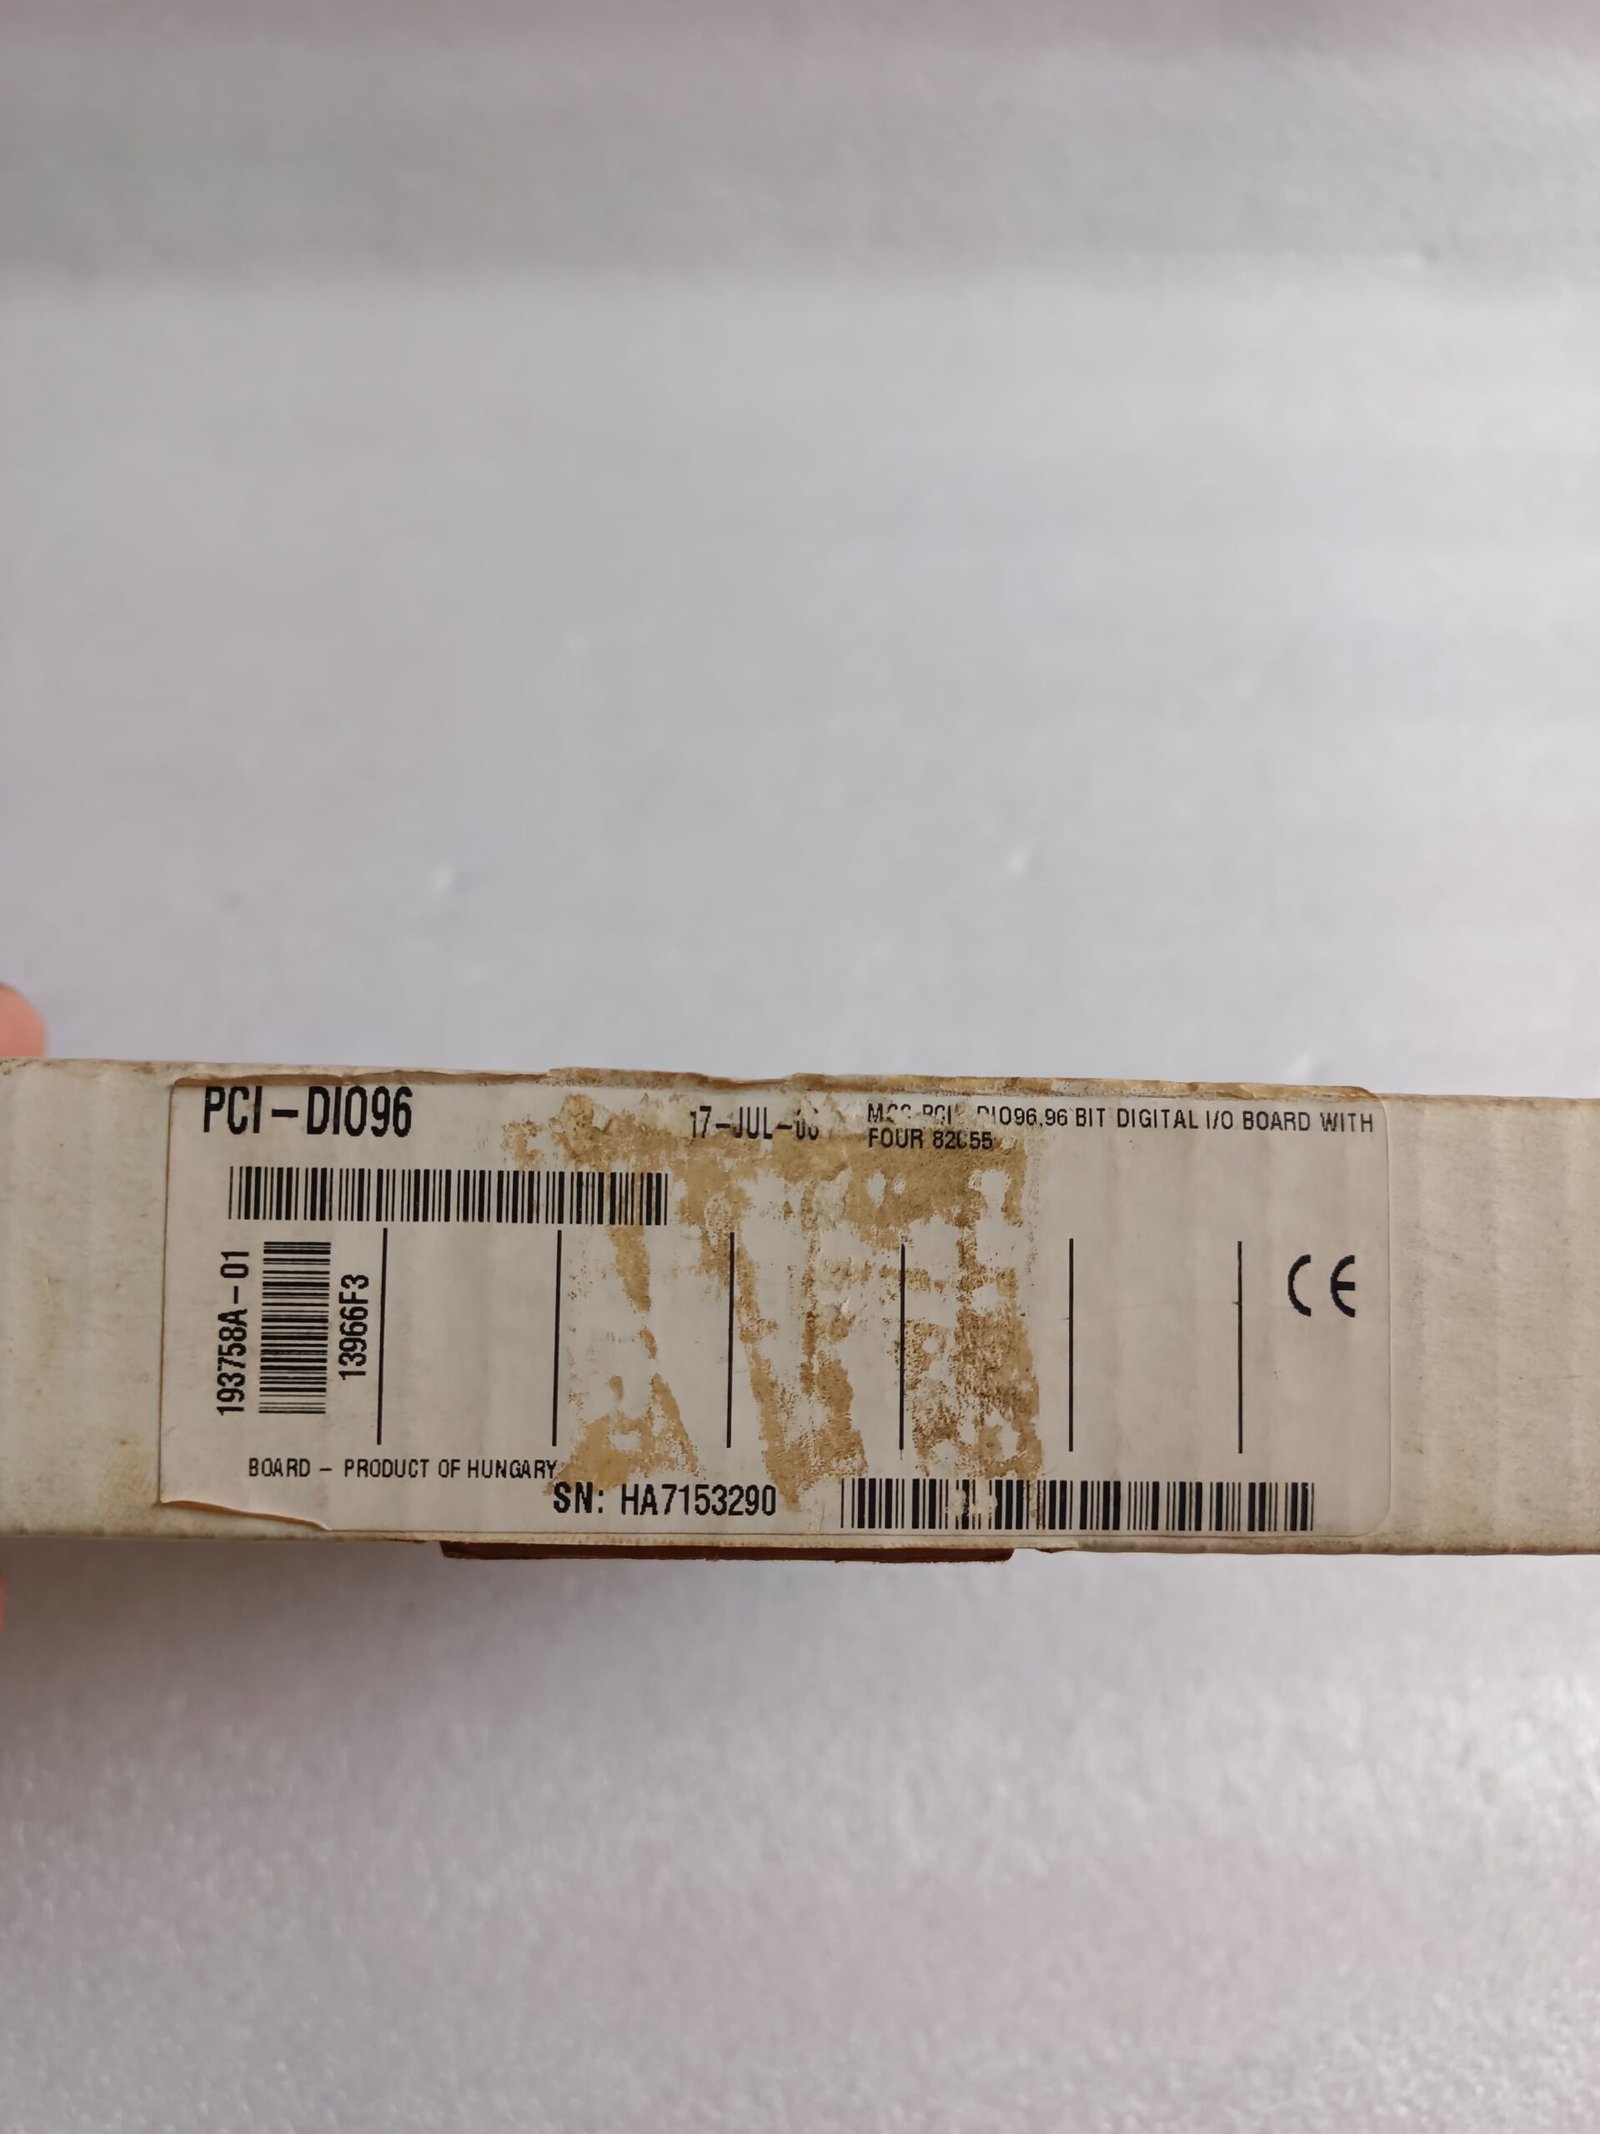 PCI-DIO96
17-JUL-
DIO96,96 BIT DIGITAL I/O BOARD WITH
FOUR 82C55
193758A-01
13966F3
CE
BOARD - PRODUCT OF HUNGARY
SN: HA7153290